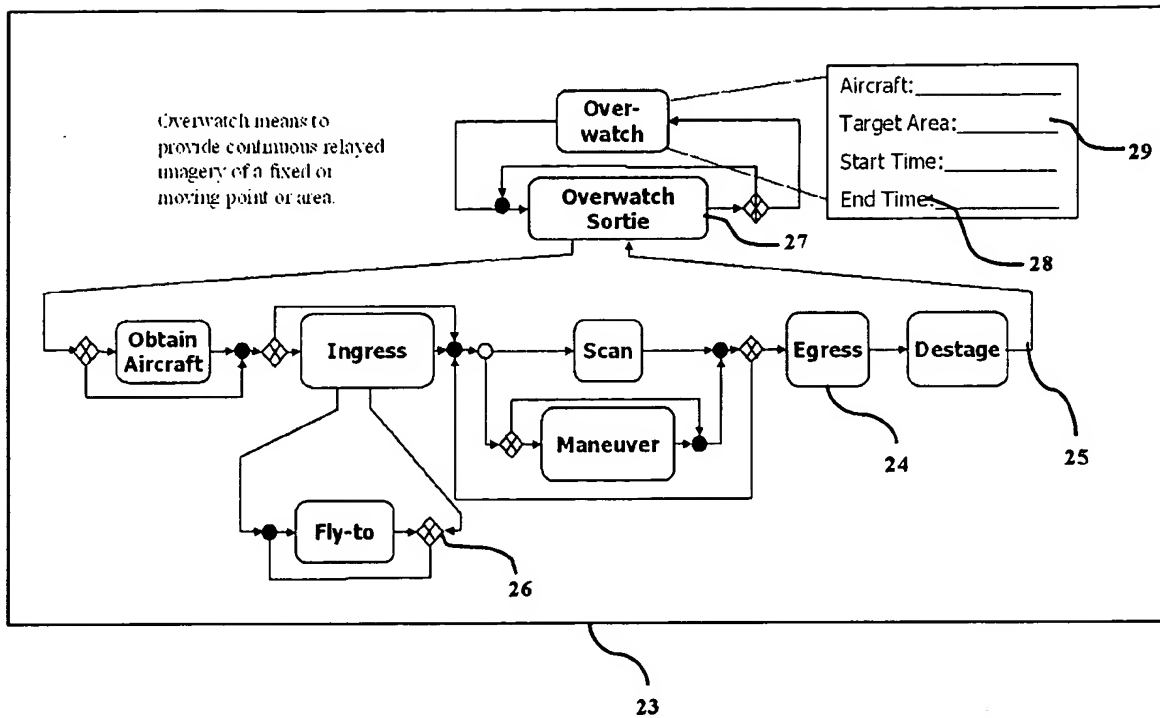 Overwatch means to
provide continuous relayed
imagery of a fixed or
moving point or area.
Over-
watch
Aircraft:
Target Area:
Start Time:
End Time:
29
28
Overwatch
Sortie
27
Obtain
Aircraft
Ingress
Scan
Egress
Destage
Maneuver
24
25
Fly-to
26
23